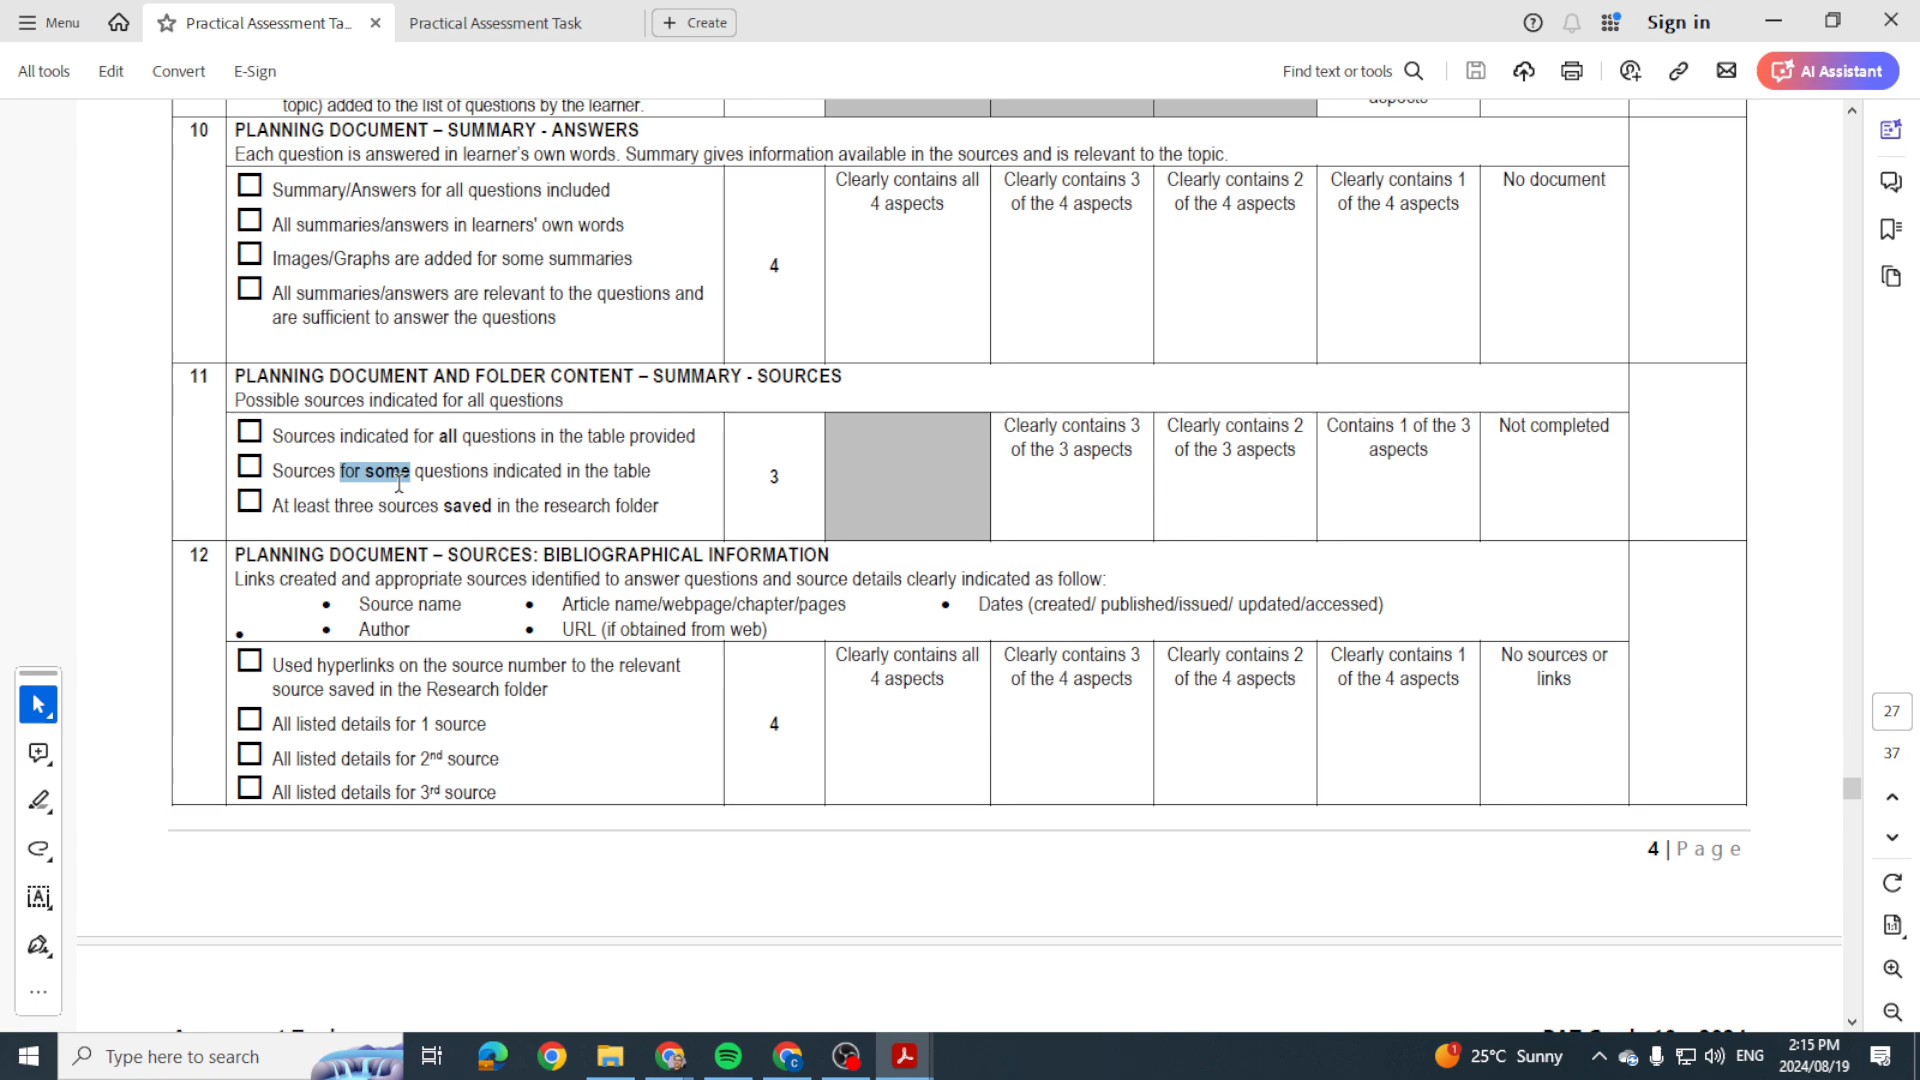 Menu
Practical Assessment Ta...
Practical Assessment Task
Create
Sign in
All tools
Edit
Convert
E-Sign
Find text or tools
AI Assistant
topic) added to the list of questions by the learner.
aspects
10
PLANNING DOCUMENT – SUMMARY - ANSWERS
Each question is answered in learner's own words. Summary gives information available in the sources and is relevant to the topic.
Summary/Answers for all questions included
All summaries/answers in learners' own words
Images/Graphs are added for some summaries
All summaries/answers are relevant to the questions and
are sufficient to answer the questions
4
Clearly contains all
4 aspects
Clearly contains 3
of the 4 aspects
Clearly contains 2
of the 4 aspects
Clearly contains 1
of the 4 aspects
No document
11
PLANNING DOCUMENT AND FOLDER CONTENT – SUMMARY - SOURCES
Possible sources indicated for all questions
Sources indicated for all questions in the table provided
Sources for some questions indicated in the table
At least three sources saved in the research folder
3
Clearly contains 3
of the 3 aspects
Clearly contains 2
of the 3 aspects
Contains 1 of the 3
aspects
Not completed
12
PLANNING DOCUMENT – SOURCES: BIBLIOGRAPHICAL INFORMATION
Links created and appropriate sources identified to answer questions and source details clearly indicated as follow:
• Source name • Article name/webpage/chapter/pages • Dates (created/ published/issued/ updated/accessed)
• • Author • URL (if obtained from web)
Used hyperlinks on the source number to the relevant
source saved in the Research folder
All listed details for 1 source
All listed details for 2nd source
All listed details for 3rd source
4
Clearly contains all
4 aspects
Clearly contains 3
of the 4 aspects
Clearly contains 2
of the 4 aspects
Clearly contains 1
of the 4 aspects
No sources or
links
4 | Page
27
37
Type here to search
25°C Sunny
ENG
2:15 PM
2024/08/19